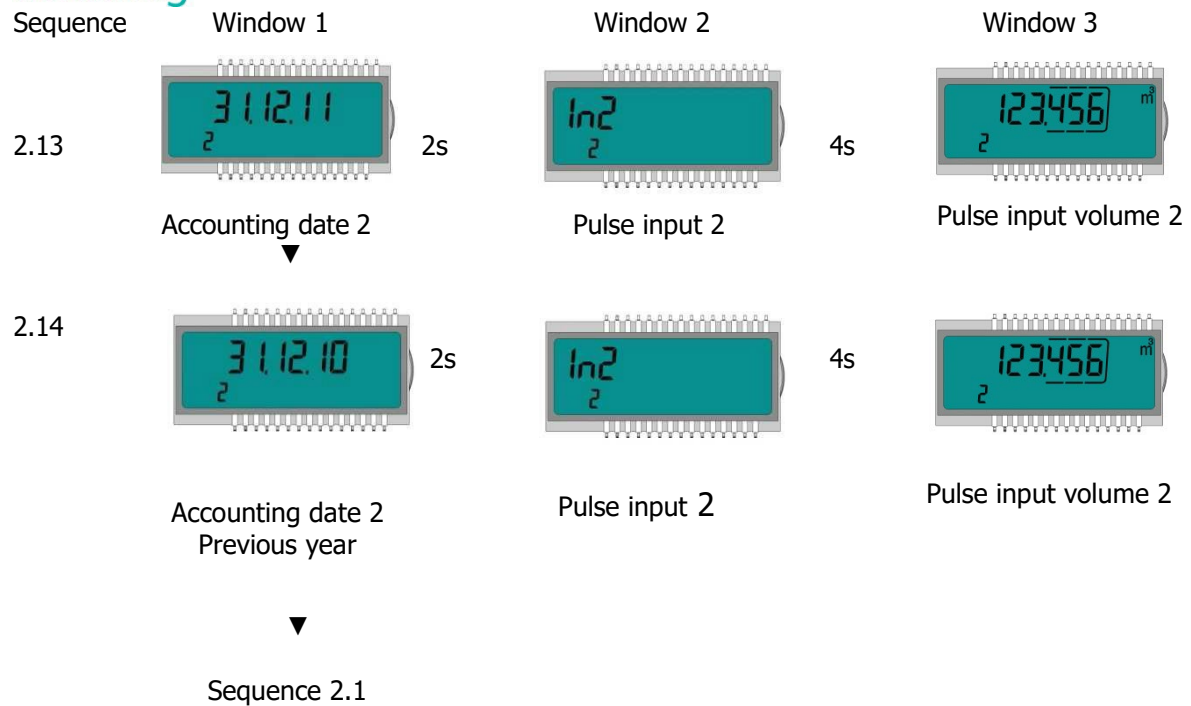 Sequence Window 1 Window 2 Window 3
2.13
31.12.11
2
2s
In2
2
4s
123.456 m³
2
Accounting date 2 Pulse input 2 Pulse input volume 2
▼
2.14
31.12.10
2
2s
In2
2
4s
123.456 m³
2
Accounting date 2
Previous year
Pulse input 2
Pulse input volume 2
▼
Sequence 2.1